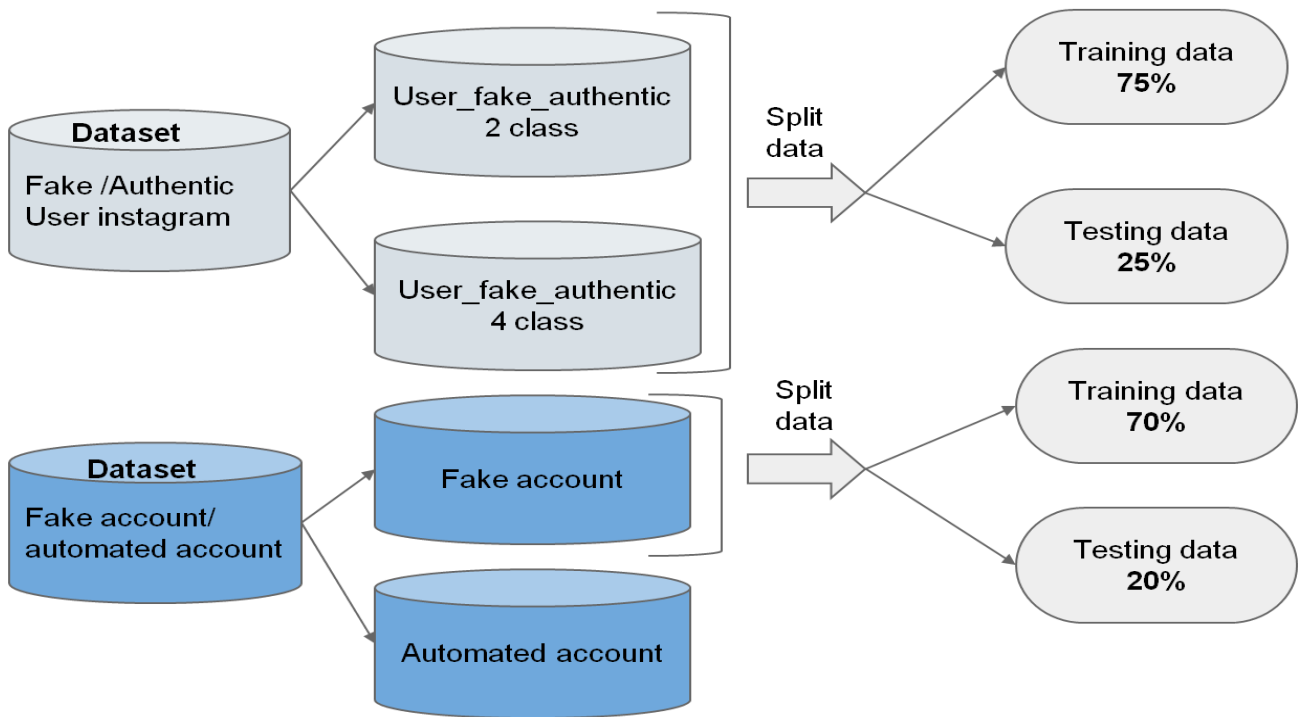 Dataset
Fake /Authentic
User instagram
User_fake_authentic
2 class
User_fake_authentic
4 class
Split
data
Training data
75%
Testing data
25%
Dataset
Fake account/
automated account
Fake account
Automated account
Split
data
Training data
70%
Testing data
20%